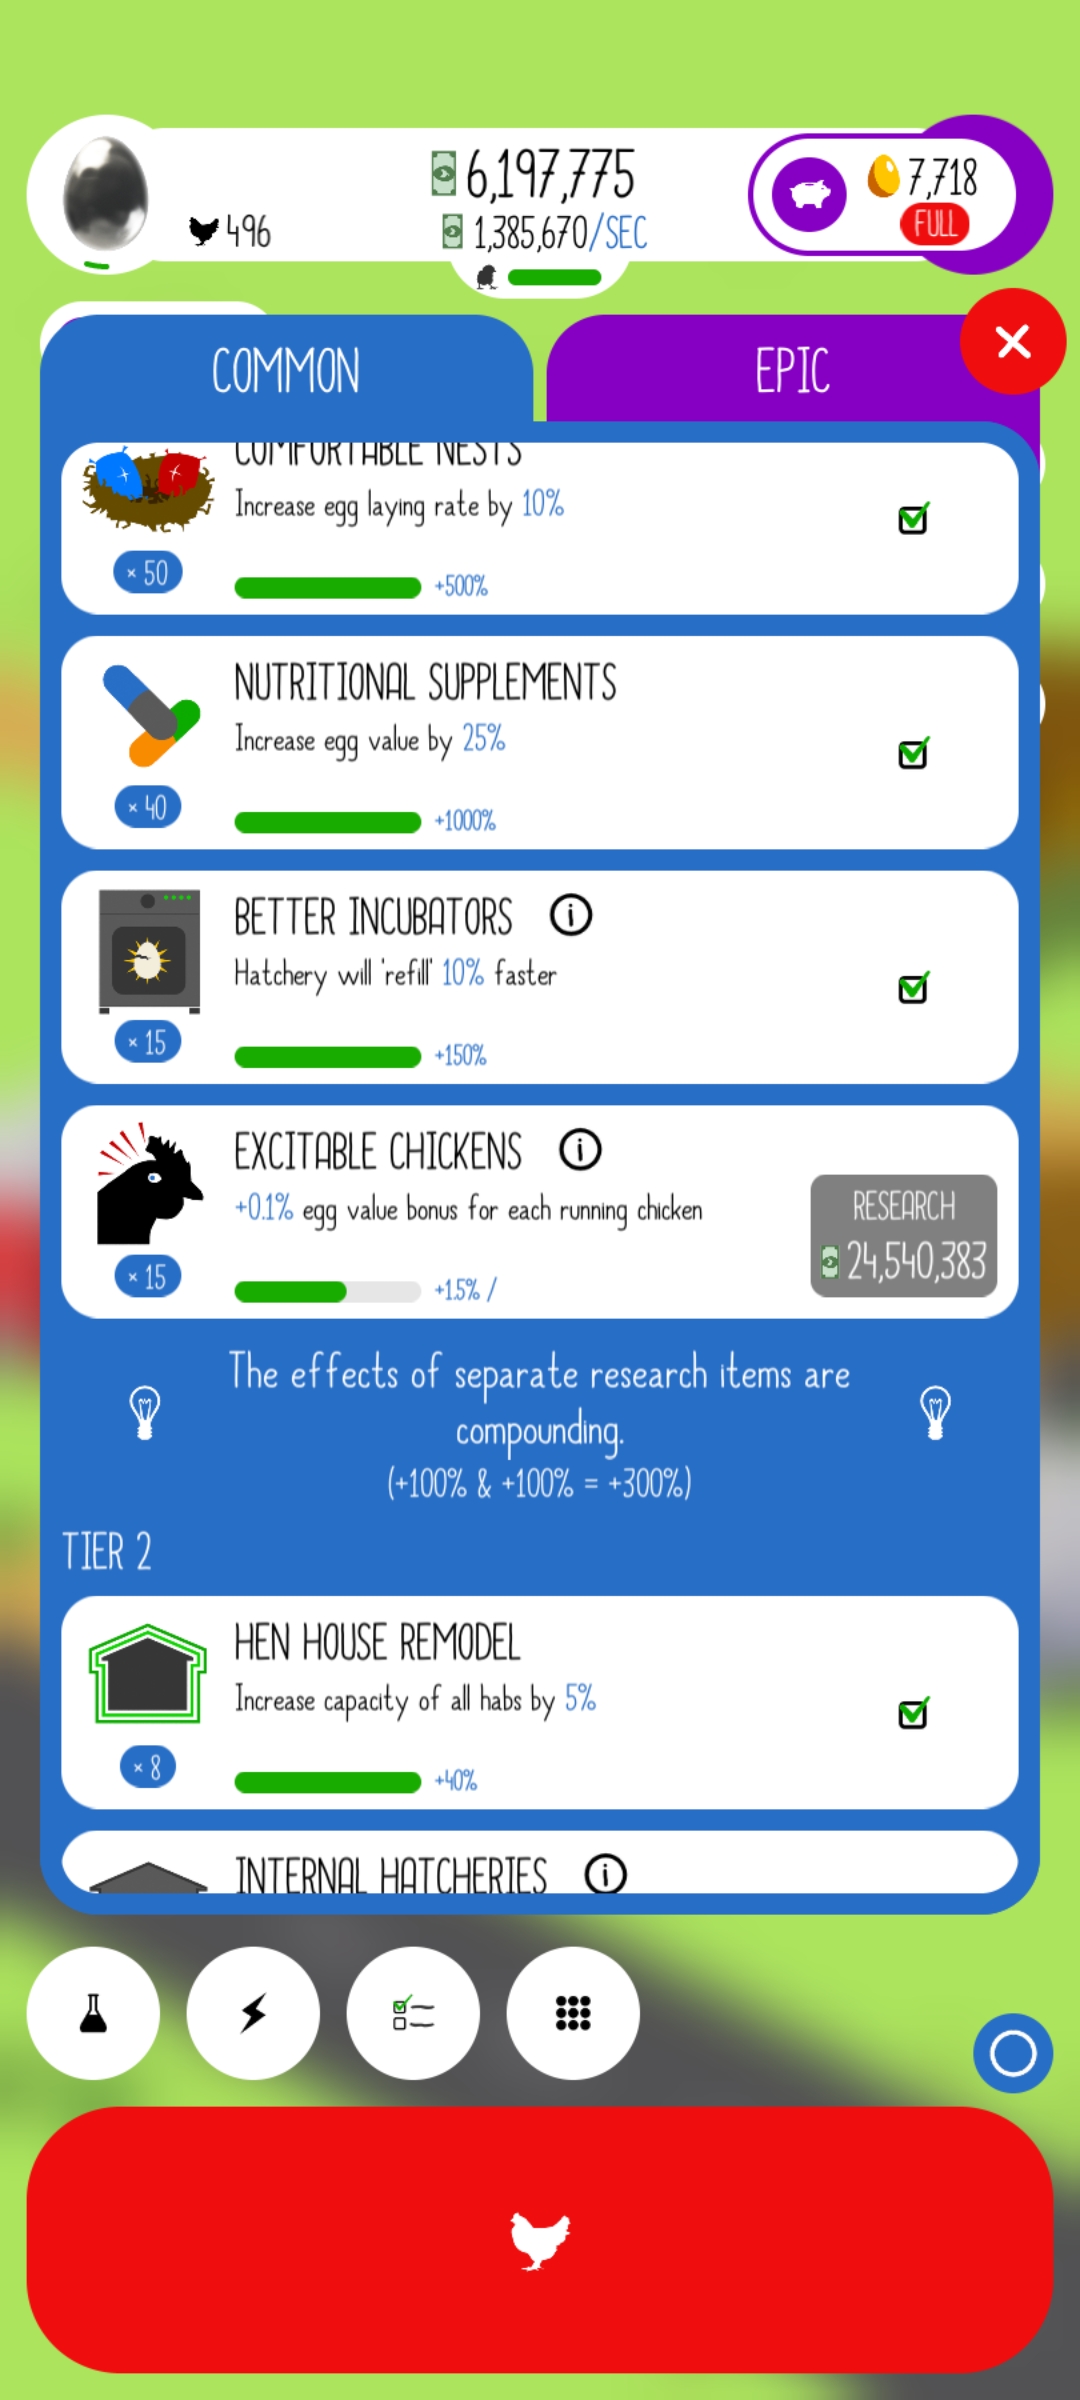 6,197,775
7,718
496
1,385,670/SEC
FULL
COMMON
EPIC
COMFORTABLE NESTS
Increase egg laying rate by 10%
× 50
+500%
NUTRITIONAL SUPPLEMENTS
Increase egg value by 25%
× 40
+1000%
BETTER INCUBATORS
Hatchery will 'refill' 10% faster
× 15
+150%
EXCITABLE CHICKENS
+0.1% egg value bonus for each running chicken
RESEARCH
24,540,383
× 15
+1.5% /
The effects of separate research items are
compounding.
(+100% & +100% = +300%)
TIER 2
HEN HOUSE REMODEL
Increase capacity of all habs by 5%
× 8
+40%
INTERNAL HATCHERIES